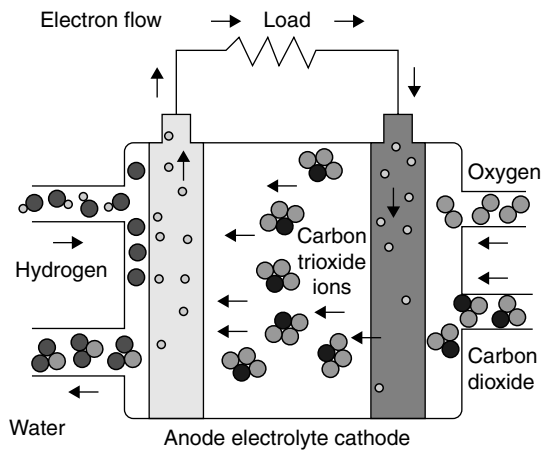 Electron flow
Load
Oxygen
Carbon
trioxide
ions
Hydrogen
Carbon
dioxide
Water
Anode electrolyte cathode